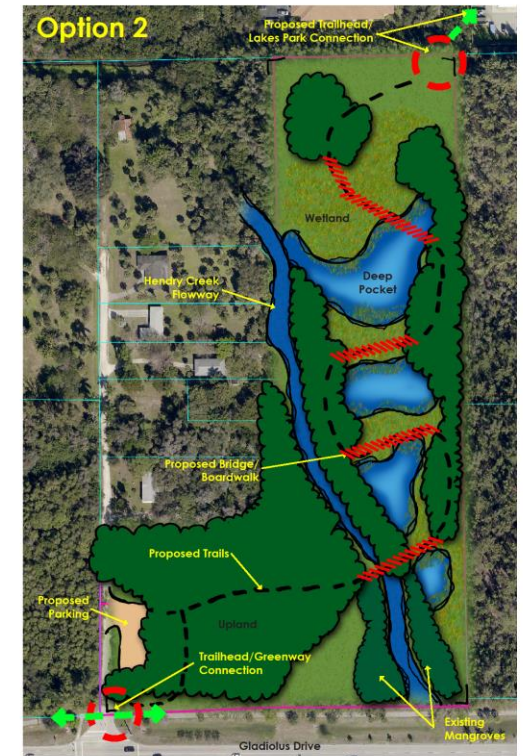 Option 2
Proposed Trailhead/
Lakes Park Connection
Wetland
Deep
Pocket
Hendry Creek
Flowway
Proposed Bridge/
Boardwalk
Proposed Trails
Proposed
Parking
Upland
Trailhead/Greenway
Connection
Existing
Mangroves
Gladiolus Drive